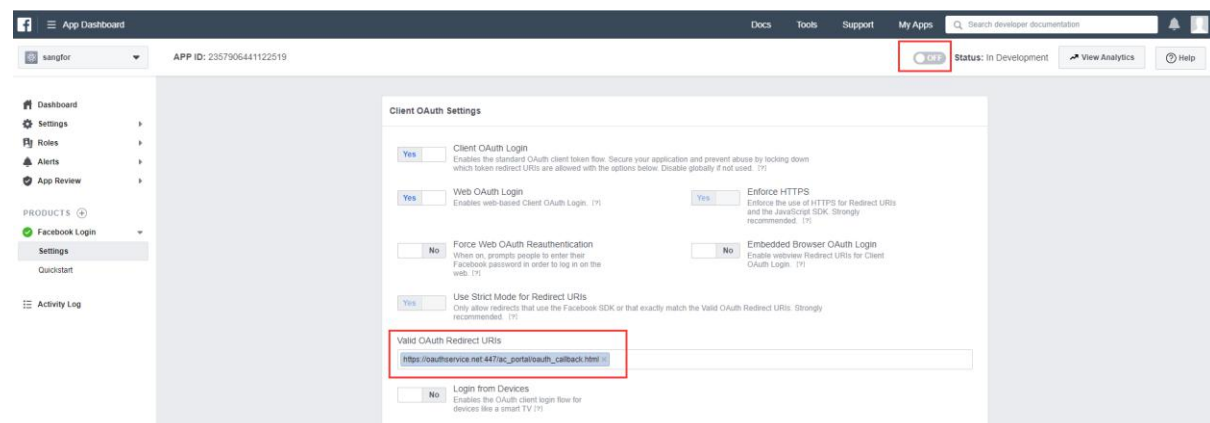 App Dashboard Docs Tools Support My Apps Search developer documentation
sangfor APP ID: 2357906441122519 OFF Status: In Development View Analytics Help
Dashboard
Settings
Roles
Alerts
App Review
PRODUCTS
Facebook Login
Settings
Quickstart
Activity Log
Client OAuth Settings
Yes Client OAuth Login
Enables the standard OAuth client token flow. Secure your application and prevent abuse by locking down
which token redirect URIs are allowed with the options below. Disable globally if not used. [?]
Yes Web OAuth Login
Enables web-based Client OAuth Login. [?]
Yes Enforce HTTPS
Enforce the use of HTTPS for Redirect URIs
and the JavaScript SDK. Strongly
recommended. [?]
No Force Web OAuth Reauthentication
When on, prompts people to enter their
Facebook password in order to log in on the
web. [?]
No Embedded Browser OAuth Login
Enable webview Redirect URIs for Client
OAuth Login. [?]
Yes Use Strict Mode for Redirect URIs
Only allow redirects that use the Facebook SDK or that exactly match the Valid OAuth Redirect URIs. Strongly
recommended. [?]
Valid OAuth Redirect URIs
https://oauthservice.net:447/ac_portal/oauth_callback.html ×
No Login from Devices
Enables the OAuth client login flow for
devices like a smart TV [?]